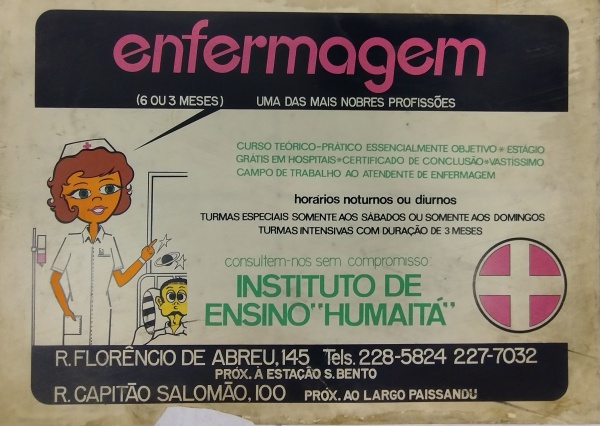 enfermagem
(6 OU 3 MESES) UMA DAS MAIS NOBRES PROFISSÕES
CURSO TEÓRICO-PRÁTICO ESSENCIALMENTE OBJETIVO * ESTÁGIO
GRÁTIS EM HOSPITAIS * CERTIFICADO DE CONCLUSÃO * VASTÍSSIMO
CAMPO DE TRABALHO AO ATENDENTE DE ENFERMAGEM
horários noturnos ou diurnos
TURMAS ESPECIAIS SOMENTE AOS SÁBADOS OU SOMENTE AOS DOMINGOS
TURMAS INTENSIVAS COM DURAÇÃO DE 3 MESES
consultem-nos sem compromisso:
INSTITUTO DE
ENSINO "HUMAITÁ"
R. FLORÊNCIO DE ABREU, 145 Tels. 228-5824 227-7032
PRÓX. À ESTAÇÃO S. BENTO
R. CAPITÃO SALOMÃO, 100 PRÓX. AO LARGO PAISSANDU